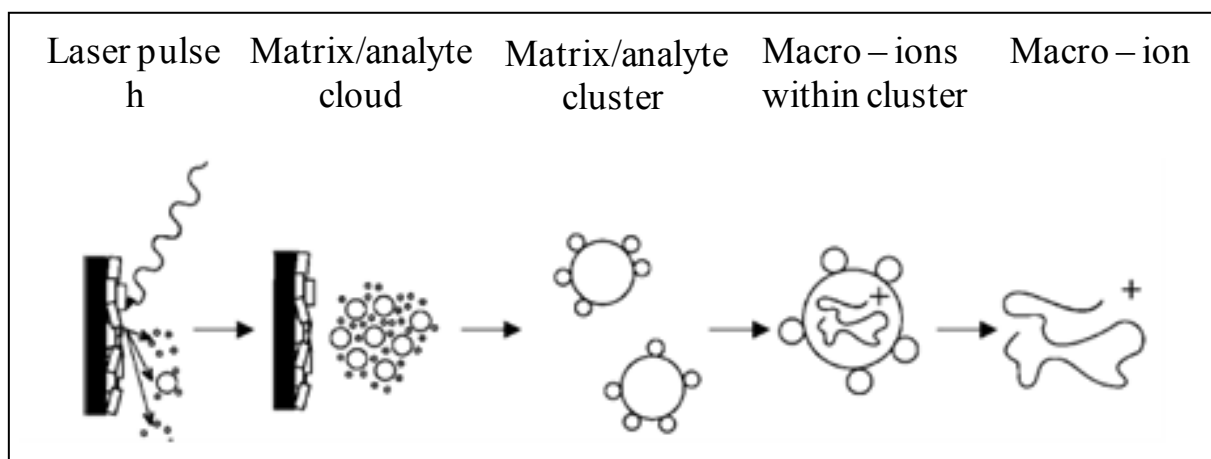 Laser pulse
h
Matrix/analyte
cloud
Matrix/analyte
cluster
Macro – ions
within cluster
Macro – ion
+
+